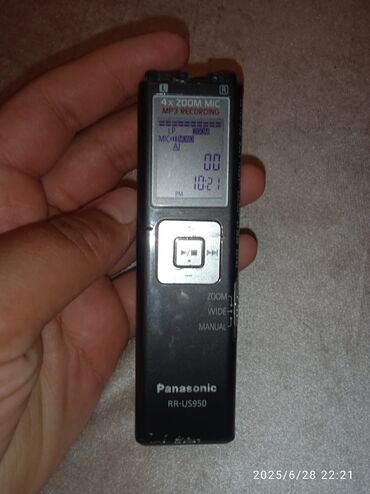 L R
4x ZOOM MIC
MP3 RECORDING
LP
MIC
00
PM 10:21
ZOOM
WIDE
MANUAL
Panasonic
RR-US950
2025/6/28 22:21